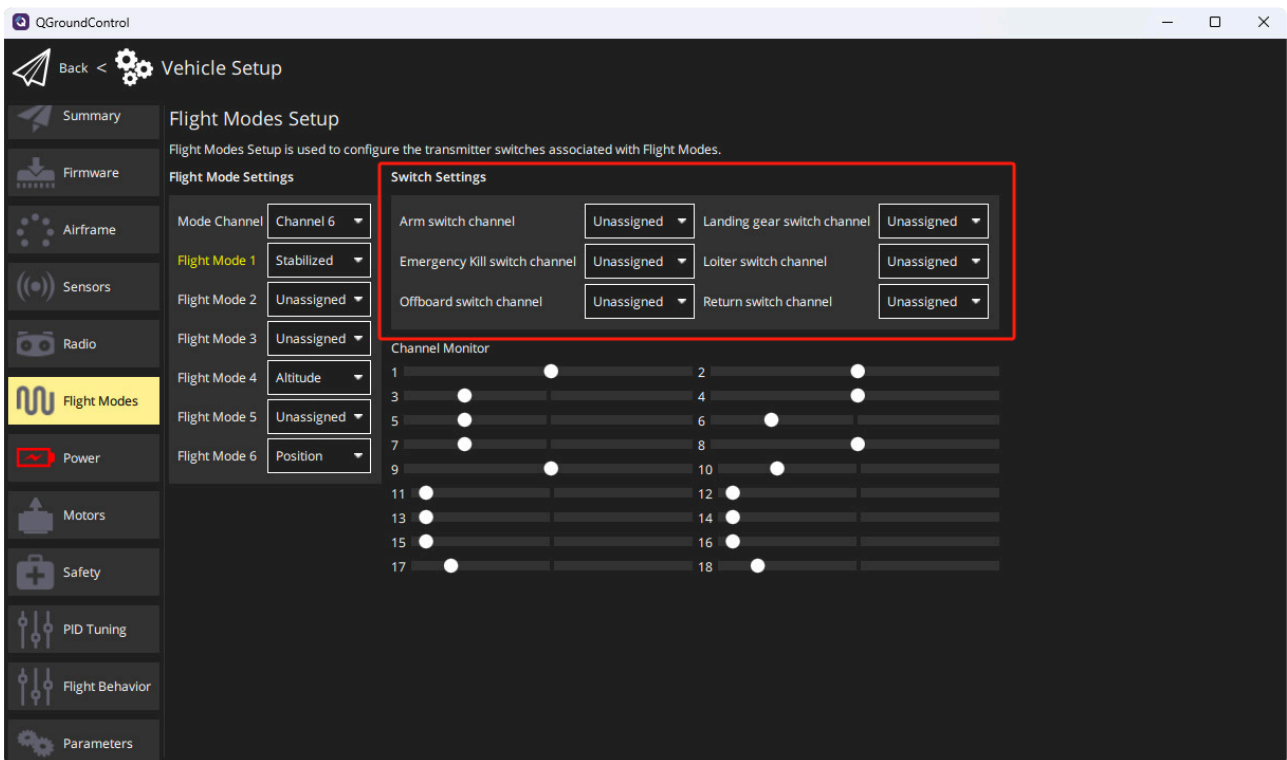 QGroundControl
Back < Vehicle Setup
Summary
Firmware
Airframe
Sensors
Radio
Flight Modes
Power
Motors
Safety
PID Tuning
Flight Behavior
Parameters
Flight Modes Setup
Flight Modes Setup is used to configure the transmitter switches associated with Flight Modes.
Flight Mode Settings
Mode Channel Channel 6
Flight Mode 1 Stabilized
Flight Mode 2 Unassigned
Flight Mode 3 Unassigned
Flight Mode 4 Altitude
Flight Mode 5 Unassigned
Flight Mode 6 Position
Switch Settings
Arm switch channel Unassigned Landing gear switch channel Unassigned
Emergency Kill switch channel Unassigned Loiter switch channel Unassigned
Offboard switch channel Unassigned Return switch channel Unassigned
Channel Monitor
1 2
3 4
5 6
7 8
9 10
11 12
13 14
15 16
17 18